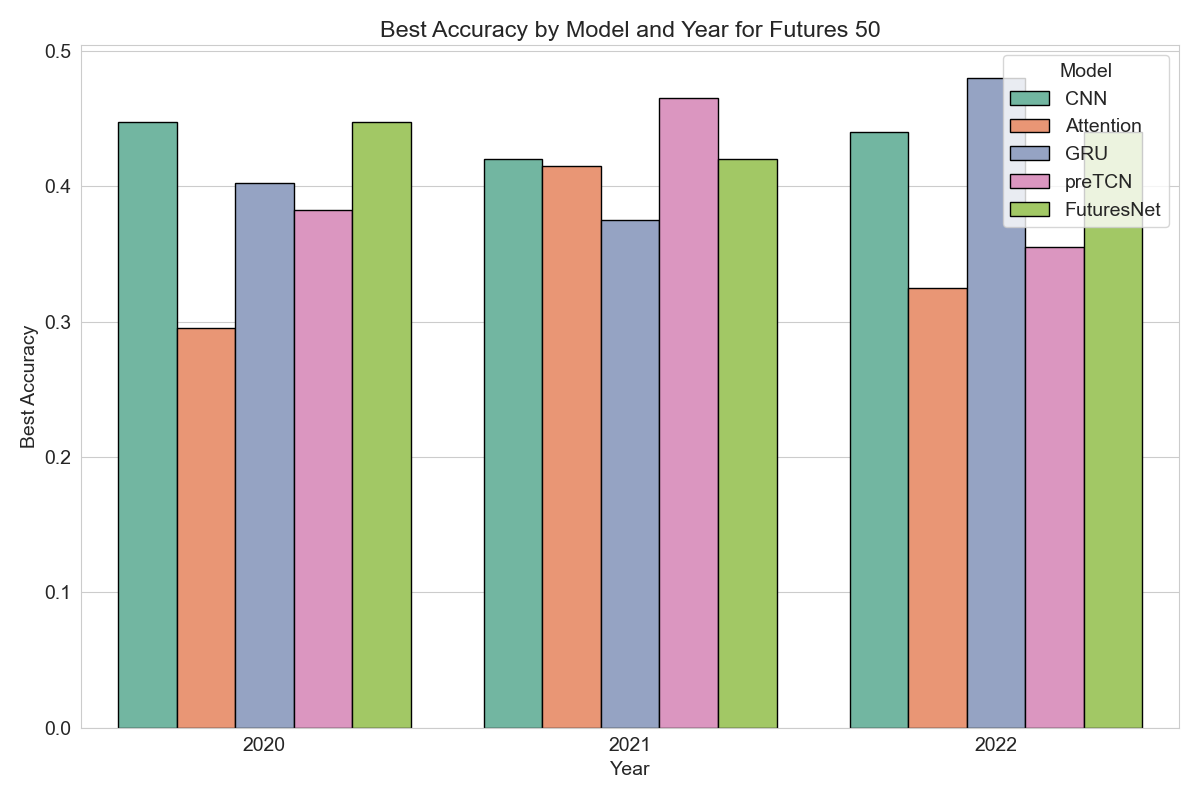 Best Accuracy by Model and Year for Futures 50
Best Accuracy
0.5
0.4
0.3
0.2
0.1
0.0
Model
CNN
Attention
GRU
preTCN
FuturesNet
2020
2021
2022
Year